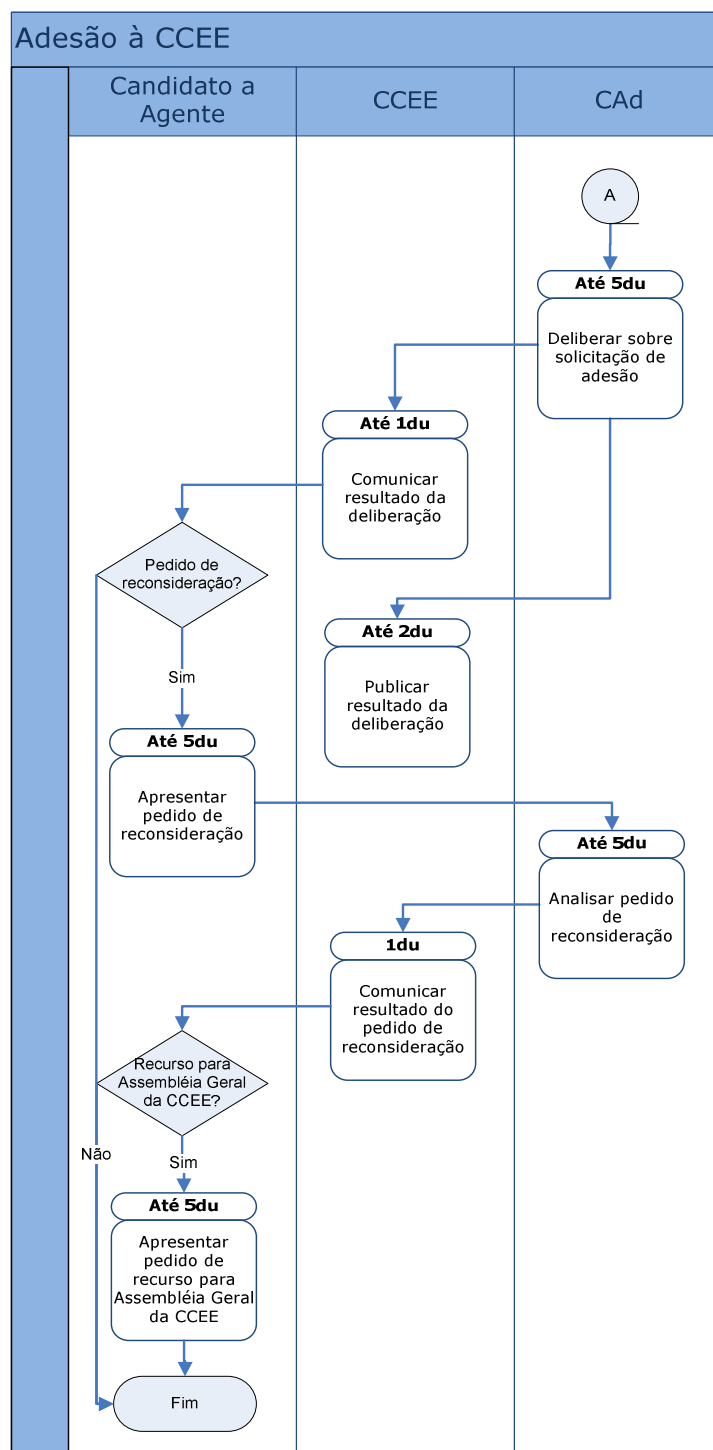 Adesão à CCEE
Candidato a
Agente
CCEE
CAd
A
Até 5du
Deliberar sobre
solicitação de
adesão
Até 1du
Comunicar
resultado da
deliberação
Pedido de
reconsideração?
Até 2du
Publicar
resultado da
deliberação
Sim
Até 5du
Apresentar
pedido de
reconsideração
Até 5du
Analisar pedido
de
reconsideração
1du
Comunicar
resultado do
pedido de
reconsideração
Recurso para
Assembléia Geral
da CCEE?
Não
Sim
Até 5du
Apresentar
pedido de
recurso para
Assembléia Geral
da CCEE
Fim